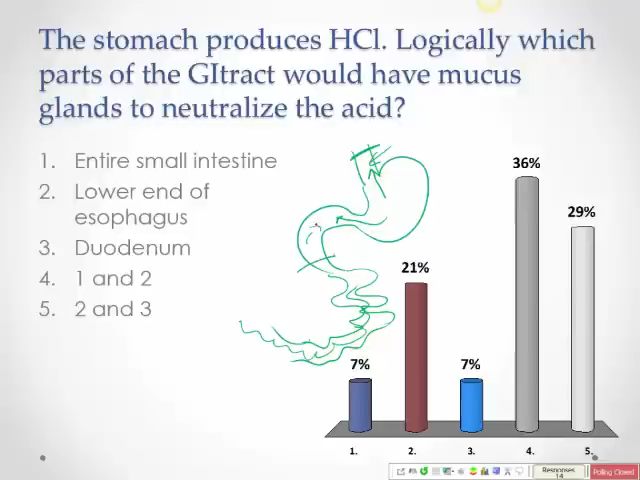 The stomach produces HCl. Logically which
parts of the GItract would have mucus
glands to neutralize the acid?
1. Entire small intestine
2. Lower end of
esophagus
3. Duodenum
4. 1 and 2
5. 2 and 3
7%
21%
7%
36%
29%
1. 2. 3. 4. 5.
Responses
14
Polling Closed